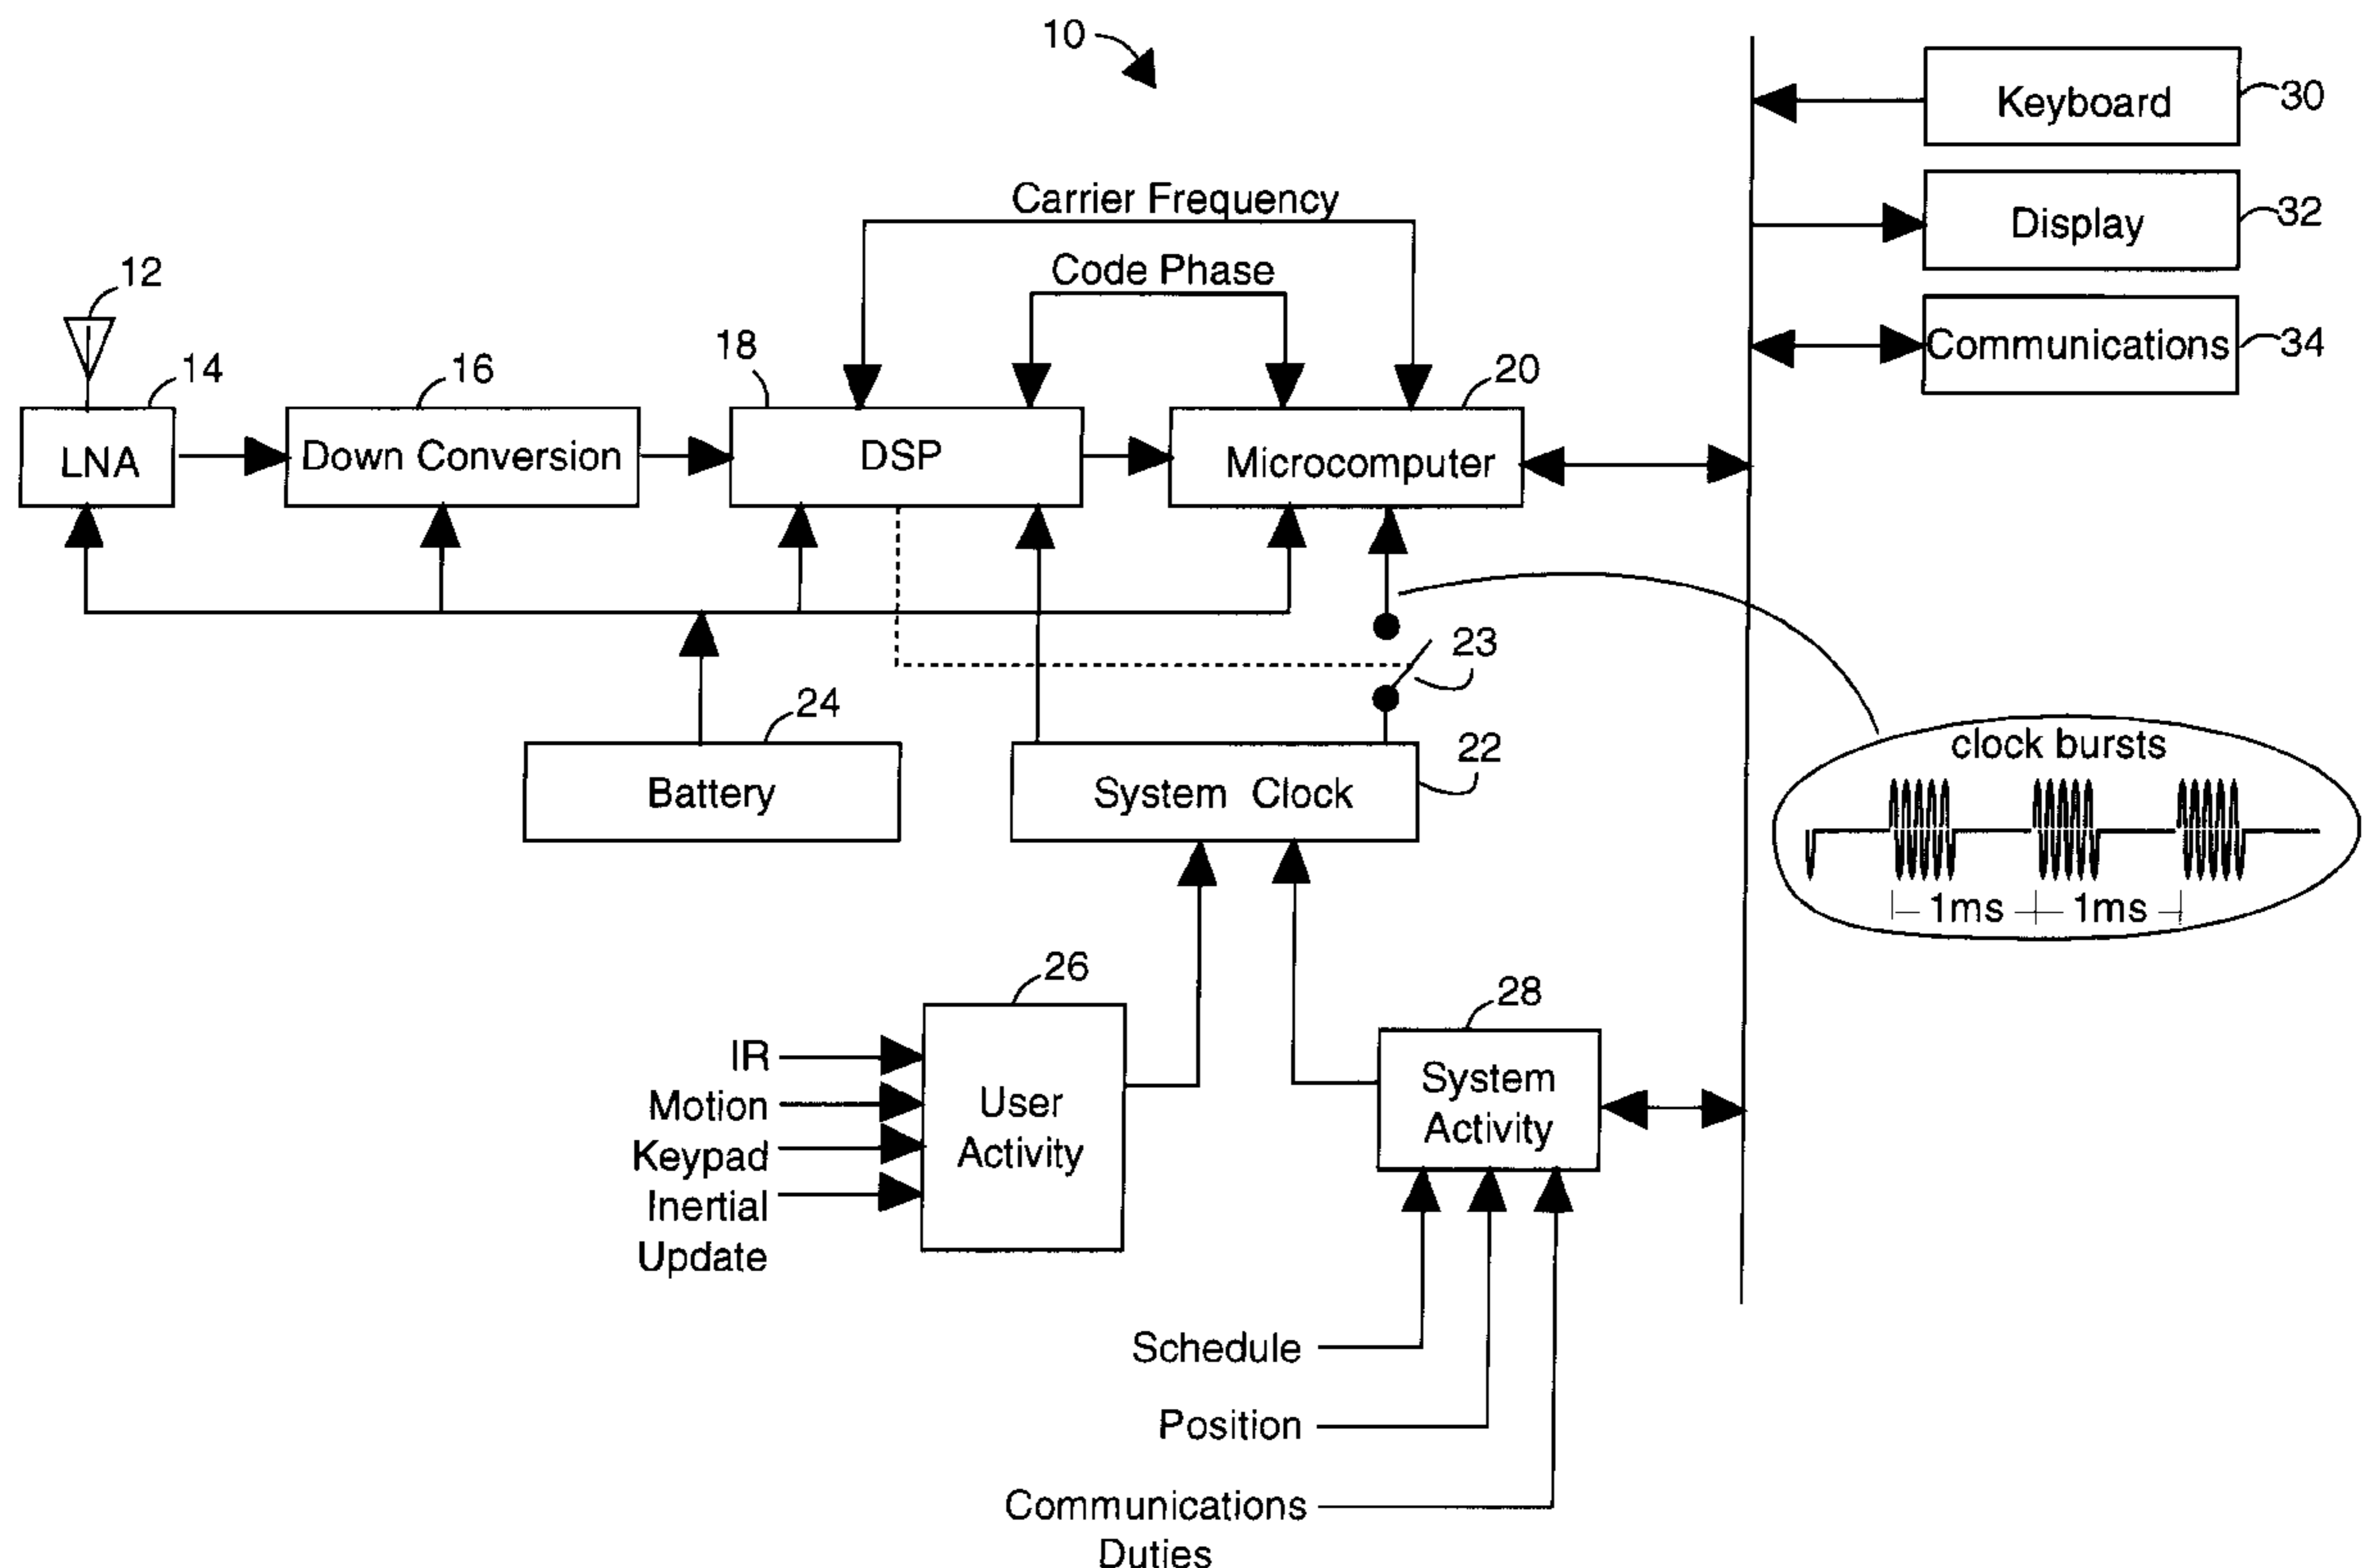 10
Keyboard
30
Carrier Frequency
Display
32
Code Phase
12
Communications
34
14
16
18
20
LNA
Down Conversion
DSP
Microcomputer
23
24
22
clock bursts
Battery
System Clock
1ms
1ms
26
28
IR
Motion
Keypad
Inertial
Update
User
Activity
System
Activity
Schedule
Position
Communications
Duties